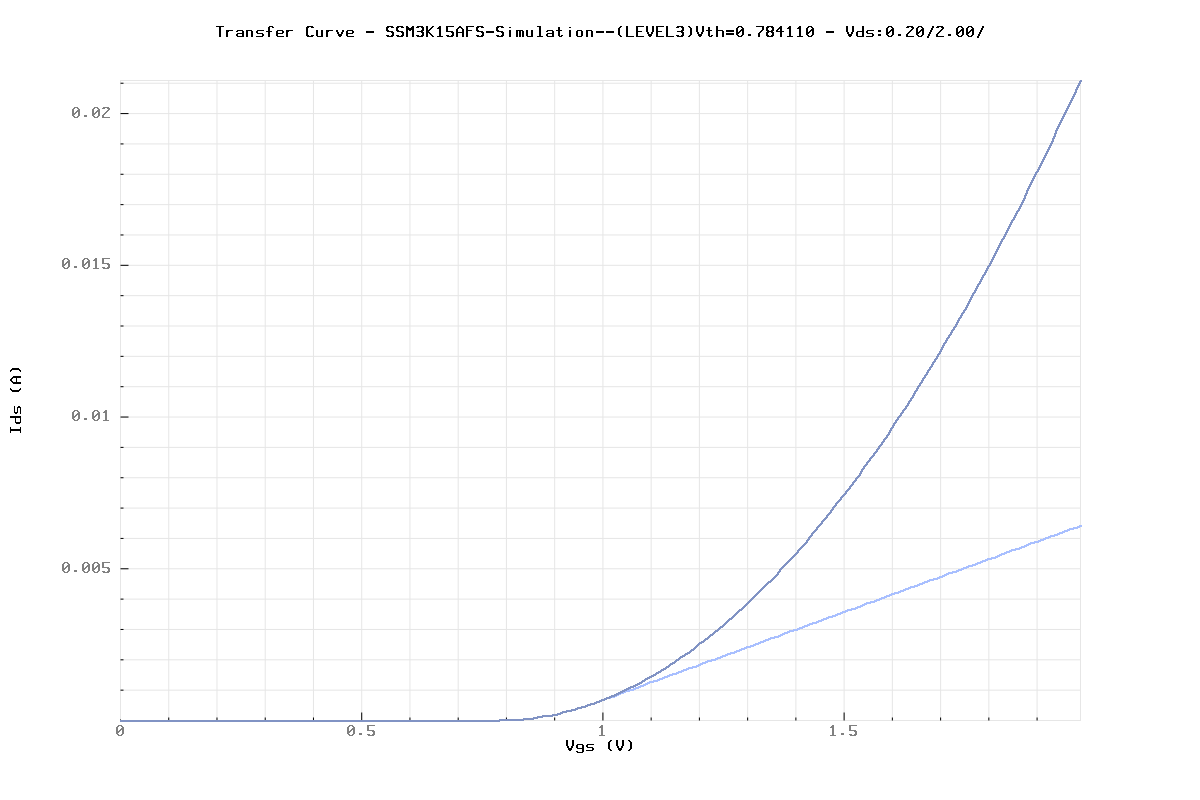 Transfer Curve - SSM3K15AFS-Simulation--(LEVEL3)Vth=0.784110 - Vds:0.20/2.00/
0.02
0.015
0.01
0.005
Ids (A)
0 0.5 1 1.5
Vgs (V)